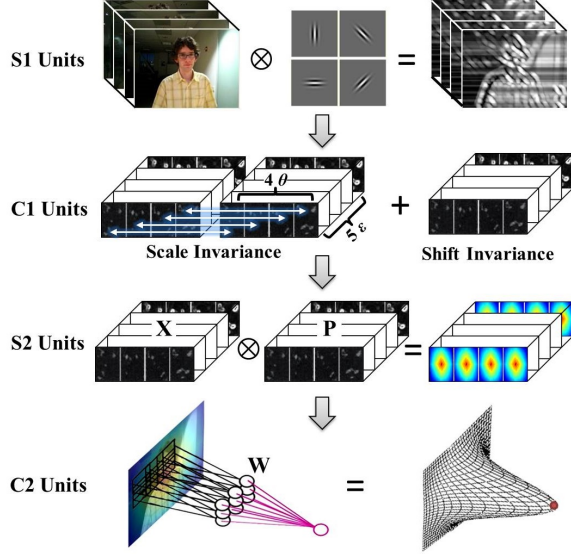 S1 Units
⊗
=
C1 Units
4 θ
5 ε
+
Scale Invariance
Shift Invariance
S2 Units
X
⊗
P
=
C2 Units
W
=